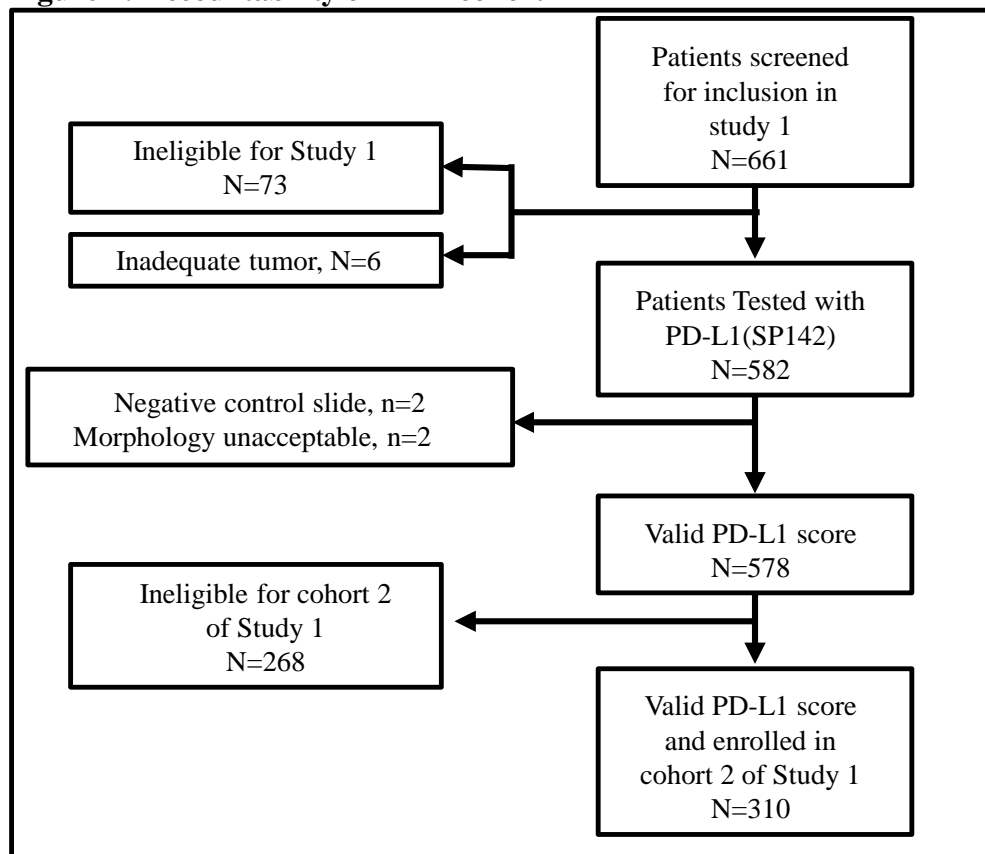 Patients screened
for inclusion in
study 1
N=661
Ineligible for Study 1
N=73
Inadequate tumor, N=6
Patients Tested with
PD-L1(SP142)
N=582
Negative control slide, n=2
Morphology unacceptable, n=2
Valid PD-L1 score
N=578
Ineligible for cohort 2
of Study 1
N=268
Valid PD-L1 score
and enrolled in
cohort 2 of Study 1
N=310